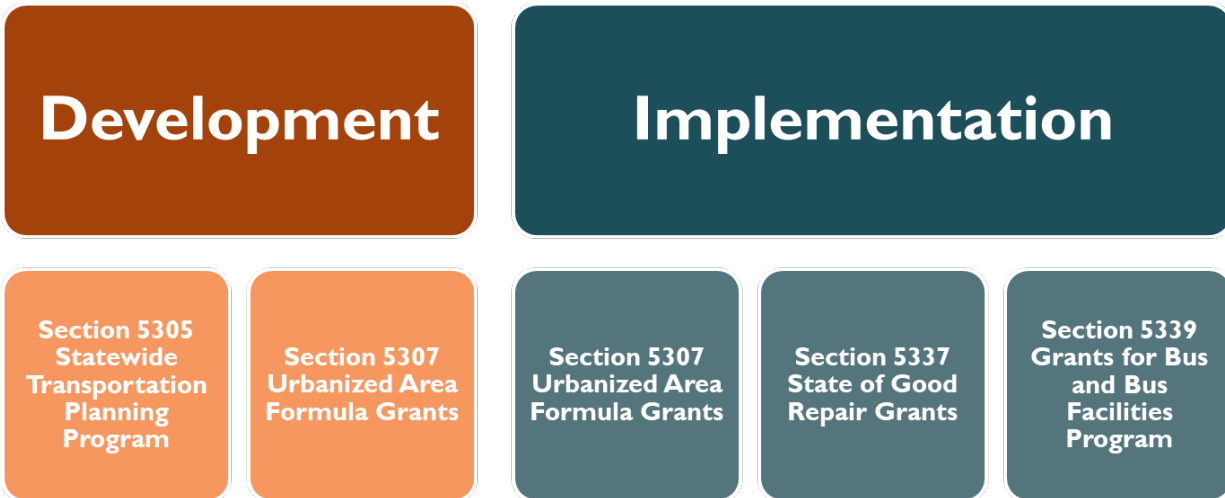 Development
Implementation
Section 5305
Statewide
Transportation
Planning
Program
Section 5307
Urbanized Area
Formula Grants
Section 5307
Urbanized Area
Formula Grants
Section 5337
State of Good
Repair Grants
Section 5339
Grants for Bus
and Bus
Facilities
Program